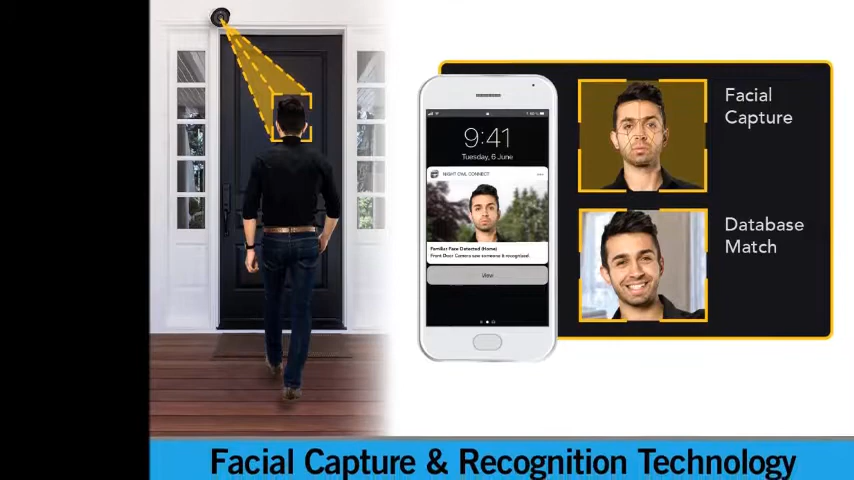 9:41
Tuesday, 6 June
NIGHT OWL CONNECT
Familiar Face Detected (Home)
Front Door Camera saw someone it recognized.
View
Facial
Capture
Database
Match
Facial Capture & Recognition Technology